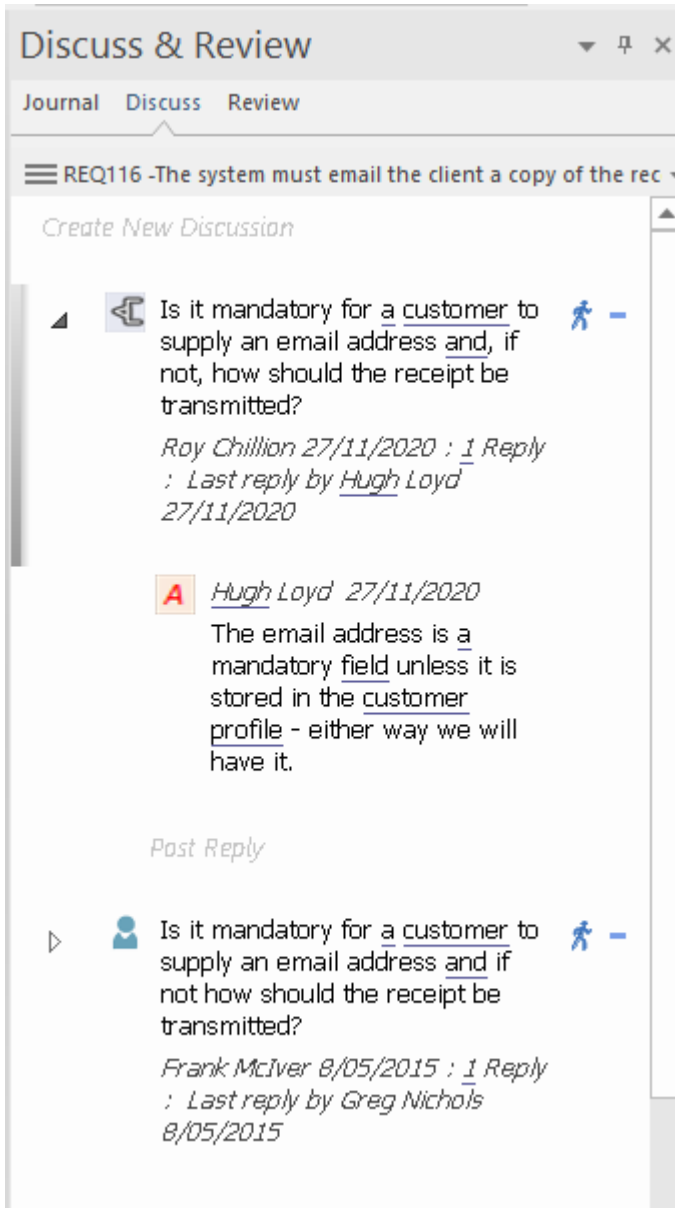 Discuss & Review
Journal Discuss Review
REQ116 -The system must email the client a copy of the rec
Create New Discussion
Is it mandatory for a customer to
supply an email address and, if
not, how should the receipt be
transmitted?
Roy Chillion 27/11/2020 : 1 Reply
: Last reply by Hugh Loyd
27/11/2020
A Hugh Loyd 27/11/2020
The email address is a
mandatory field unless it is
stored in the customer
profile - either way we will
have it.
Post Reply
Is it mandatory for a customer to
supply an email address and if
not how should the receipt be
transmitted?
Frank McIver 8/05/2015 : 1 Reply
: Last reply by Greg Nichols
8/05/2015